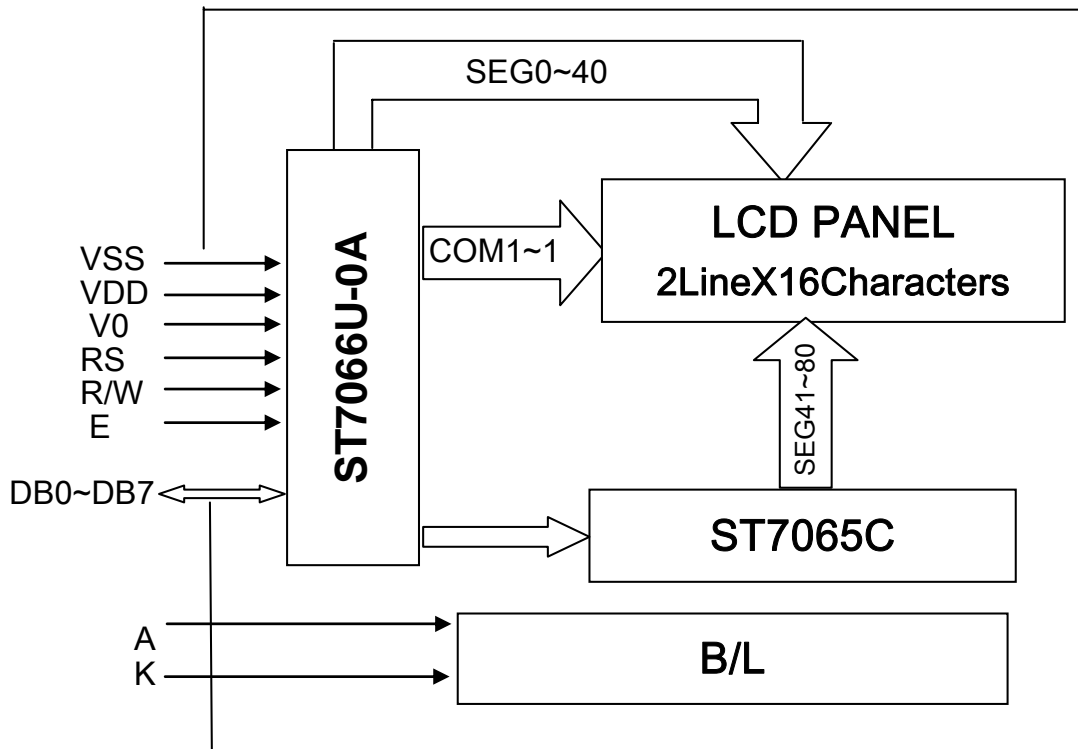 SEG0~40
ST7066U-0A
COM1~1
LCD PANEL
2LineX16Characters
VSS
VDD
V0
RS
R/W
E
DB0~DB7
SEG41~80
ST7065C
A
K
B/L